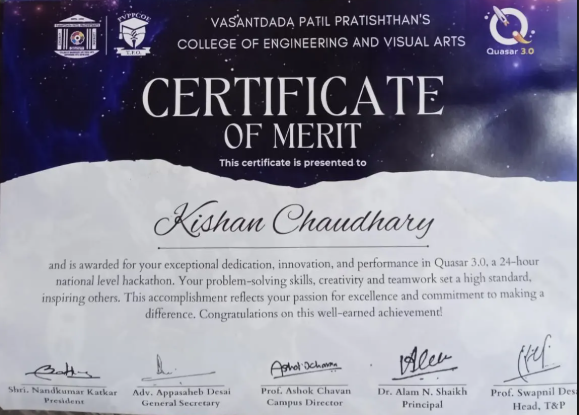 VASANTDADA PATIL PRATISHTHAN'S
COLLEGE OF ENGINEERING AND VISUAL ARTS
PVPPCOE
T.P.O.
Quasar 3.0
CERTIFICATE
OF MERIT
This certificate is presented to
Kishan Chaudhary
and is awarded for your exceptional dedication, innovation, and performance in Quasar 3.0, a 24-hour
national level hackathon. Your problem-solving skills, creativity and teamwork set a high standard,
inspiring others. This accomplishment reflects your passion for excellence and commitment to making a
difference. Congratulations on this well-earned achievement!
Shri. Nandkumar Katkar
President
Adv. Appasaheb Desai
General Secretary
Prof. Ashok Chavan
Campus Director
Dr. Alam N. Shaikh
Principal
Prof. Swapnil Des
Head, T&P